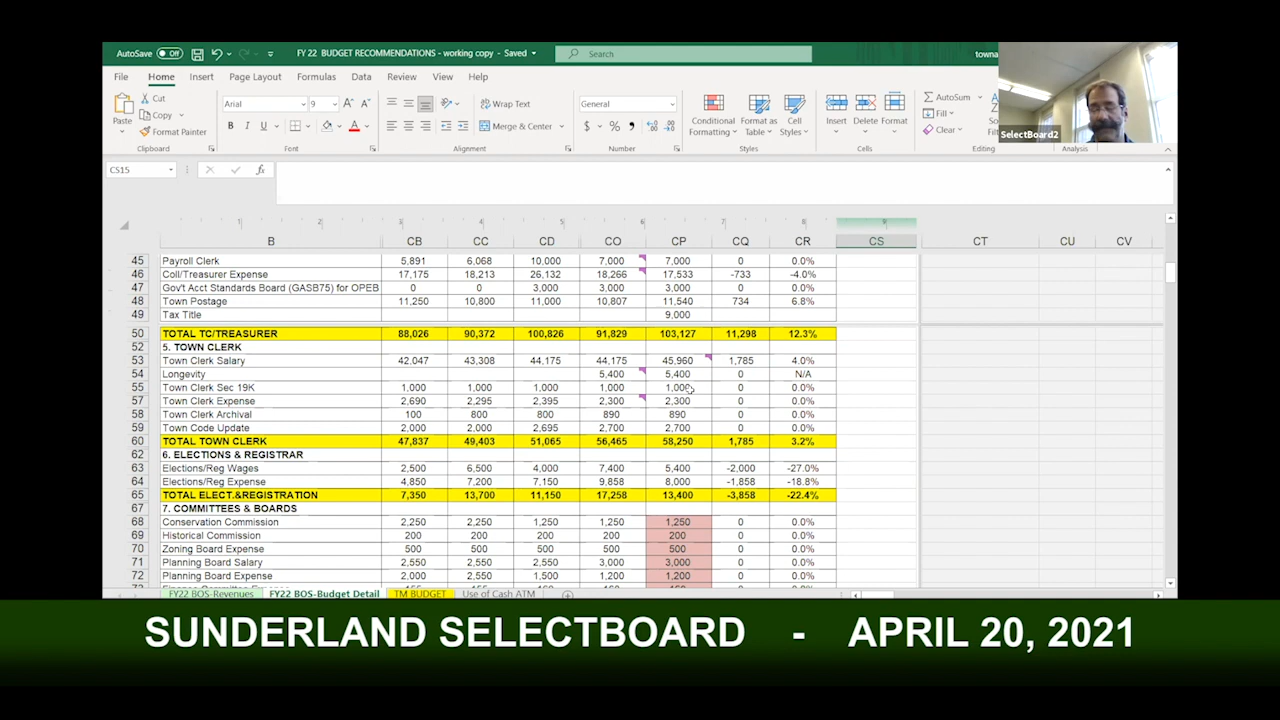 AutoSave Off FY 22 BUDGET RECOMMENDATIONS - working copy - Saved Search towna
File Home Insert Page Layout Formulas Data Review View Help
Paste Cut Copy Format Painter
Arial 9
B I U
Wrap Text
Merge & Center
General
$ %
Conditional Formatting Format as Table Cell Styles
Insert Delete Format
AutoSum Fill Clear
SelectBoard2
Clipboard Font Alignment Number Styles Cells Editing Analysis
CS15 fx
1 2 3 4 5 6 7 8 9
B CB CC CD CO CP CQ CR CS CT CU CV
45 Payroll Clerk 5,891 6,068 10,000 7,000 7,000 0 0.0%
46 Coll/Treasurer Expense 17,175 18,213 26,132 18,266 17,533 -733 -4.0%
47 Gov't Acct Standards Board (GASB75) for OPEB 0 0 3,000 3,000 3,000 0 0.0%
48 Town Postage 11,250 10,800 11,000 10,807 11,540 734 6.8%
49 Tax Title 9,000
50 TOTAL TC/TREASURER 88,026 90,372 100,826 91,829 103,127 11,298 12.3%
52 5. TOWN CLERK
53 Town Clerk Salary 42,047 43,308 44,175 44,175 45,960 1,785 4.0%
54 Longevity 5,400 5,400 0 N/A
55 Town Clerk Sec 19K 1,000 1,000 1,000 1,000 1,000 0 0.0%
57 Town Clerk Expense 2,690 2,295 2,395 2,300 2,300 0 0.0%
58 Town Clerk Archival 100 800 800 890 890 0 0.0%
59 Town Code Update 2,000 2,000 2,695 2,700 2,700 0 0.0%
60 TOTAL TOWN CLERK 47,837 49,403 51,065 56,465 58,250 1,785 3.2%
62 6. ELECTIONS & REGISTRAR
63 Elections/Reg Wages 2,500 6,500 4,000 7,400 5,400 -2,000 -27.0%
64 Elections/Reg Expense 4,850 7,200 7,150 9,858 8,000 -1,858 -18.8%
65 TOTAL ELECT.&REGISTRATION 7,350 13,700 11,150 17,258 13,400 -3,858 -22.4%
67 7. COMMITTEES & BOARDS
68 Conservation Commission 2,250 2,250 1,250 1,250 1,250 0 0.0%
69 Historical Commission 200 200 200 200 200 0 0.0%
70 Zoning Board Expense 500 500 500 500 500 0 0.0%
71 Planning Board Salary 2,550 2,550 2,550 3,000 3,000 0 0.0%
72 Planning Board Expense 2,000 2,550 1,500 1,200 1,200 0 0.0%
FY22 BOS-Revenues FY22 BOS-Budget Detail TM BUDGET Use of Cash ATM
SUNDERLAND SELECTBOARD - APRIL 20, 2021